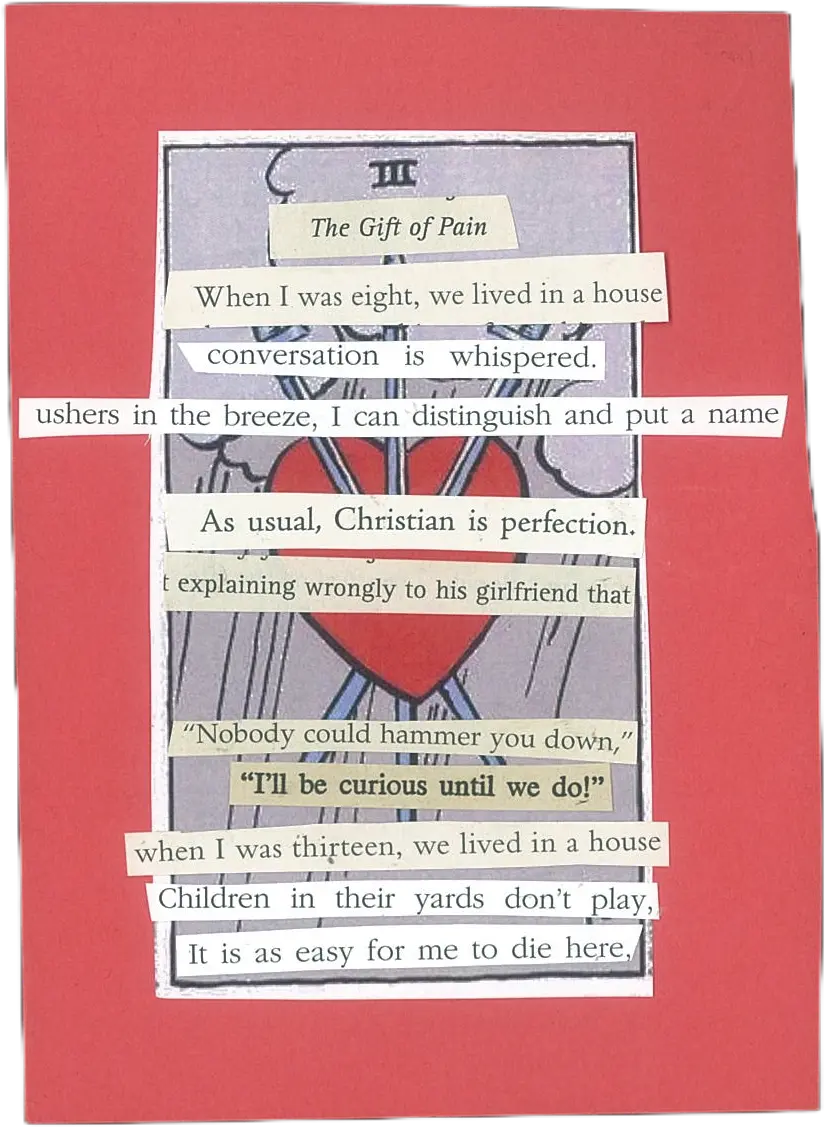 III
The Gift of Pain
When I was eight, we lived in a house
conversation is whispered.
ushers in the breeze, I can distinguish and put a name
As usual, Christian is perfection.
t explaining wrongly to his girlfriend that
“Nobody could hammer you down,”
“I’ll be curious until we do!”
when I was thirteen, we lived in a house
Children in their yards don’t play,
It is as easy for me to die here,